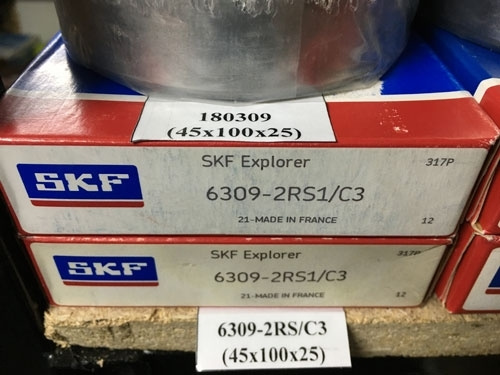 180309
(45x100x25)
SKF
SKF Explorer
317P
6309-2RS1/C3
21-MADE IN FRANCE
12
SKF
SKF Explorer
317P
6309-2RS1/C3
21-MADE IN FRANCE
12
6309-2RS/C3
(45x100x25)